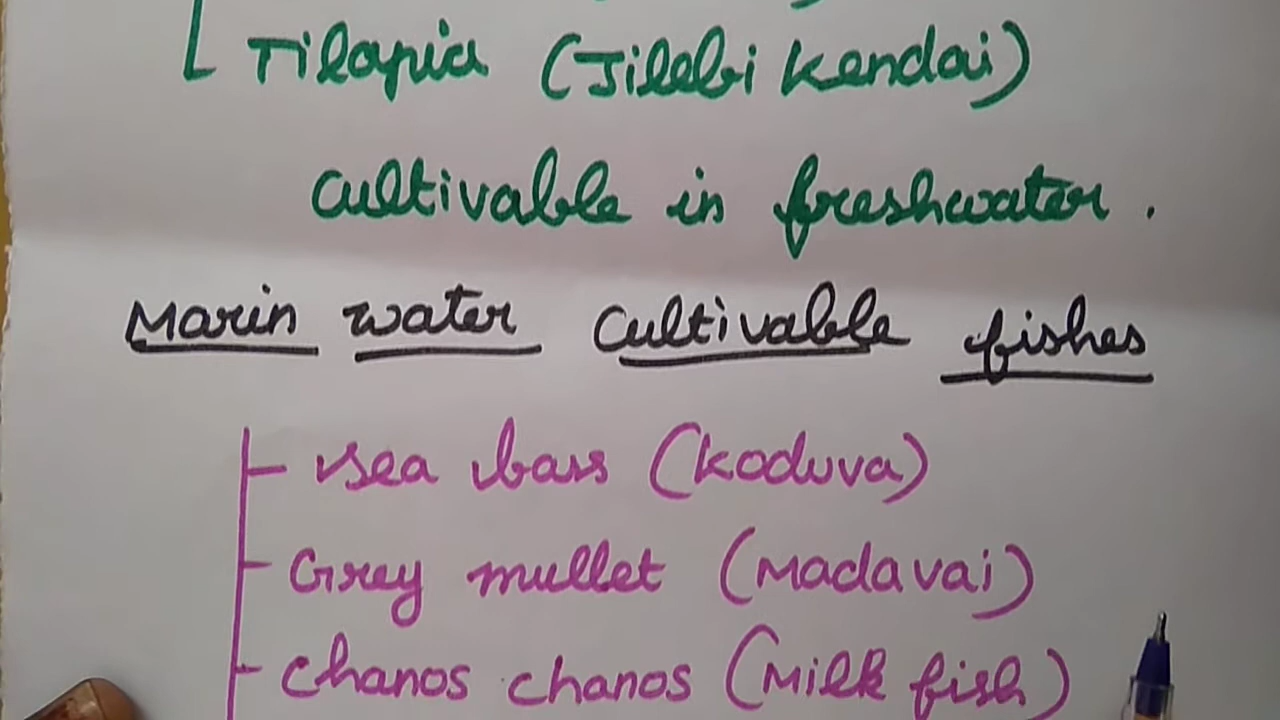 Tilapia (Jilebi Kendai)
Cultivable in freshwater.
Marin water Cultivable fishes
Sea bass (Koduva)
Grey mullet (Madavai)
Chanos chanos (Milk fish)